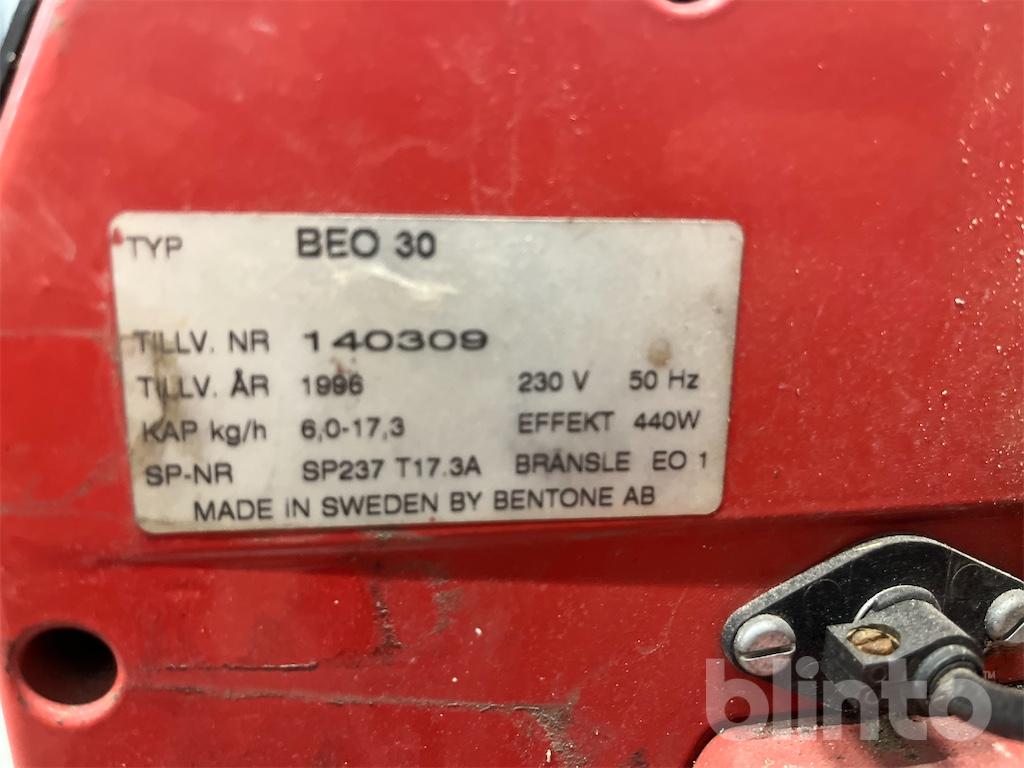 TYP BEO 30
TILLV. NR 140309
TILLV. ÅR 1996 230 V 50 Hz
KAP kg/h 6,0-17,3 EFFEKT 440W
SP-NR SP237 T17.3A BRÄNSLE EO 1
MADE IN SWEDEN BY BENTONE AB
blinto™